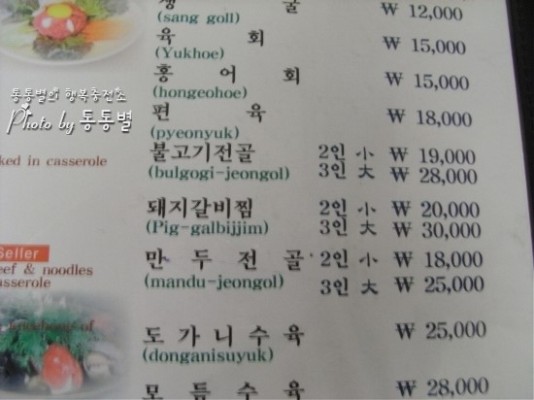 생 굴 ₩ 12,000
(sang goll)
육 회 ₩ 15,000
(Yukhoe)
홍 어 회 ₩ 15,000
(hongeohoe)
동동별의 행복충전소
Photo by 동동별
편 육 ₩ 18,000
(pyeonyuk)
불고기전골 2인 小 ₩ 19,000
ked in casserole
(bulgogi-jeongol) 3인 大 ₩ 28,000
돼지갈비찜 2인 小 ₩ 20,000
(Pig-galbijjim) 3인 大 ₩ 30,000
Seller
만 두 전 골 2인 小 ₩ 18,000
eef & noodles
asserole
(mandu-jeongol) 3인 大 ₩ 25,000
of
도 가 니 수 육 ₩ 25,000
(donganisuyuk)
모 듬 수 육 ₩ 28,000